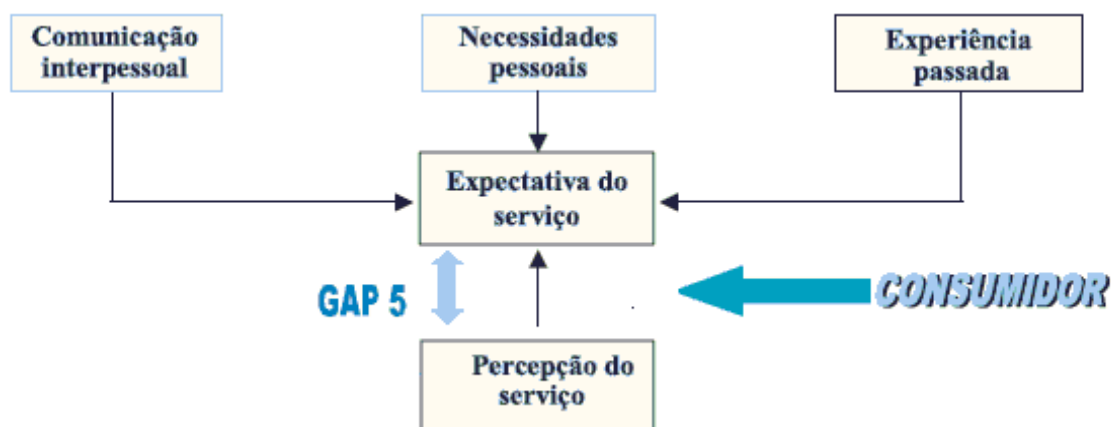 Comunicação
interpessoal
Necessidades
pessoais
Experiência
passada
Expectativa do
serviço
GAP 5
CONSUMIDOR
Percepção do
serviço